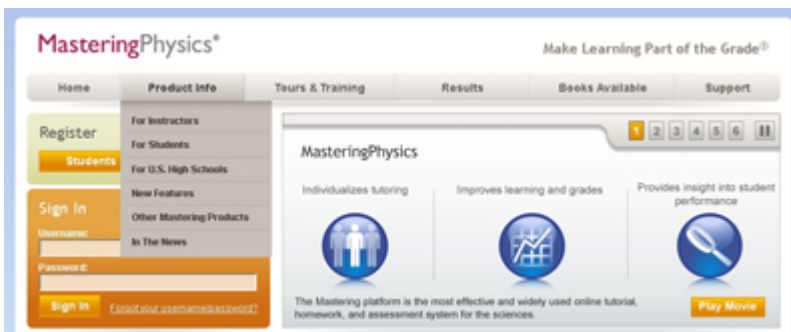 MasteringPhysics®
Make Learning Part of the Grade®
Home Product Info Tours & Training Results Books Available Support
Register
Students
For Instructors
For Students
For U.S. High Schools
New Features
Other Mastering Products
In The News
Sign In
Username:
Password:
Sign In Forgot your username/password?
1 2 3 4 5 6
MasteringPhysics
Individualizes tutoring
Improves learning and grades
Provides insight into student
performance
The Mastering platform is the most effective and widely used online tutorial,
homework, and assessment system for the sciences.
Play Movie